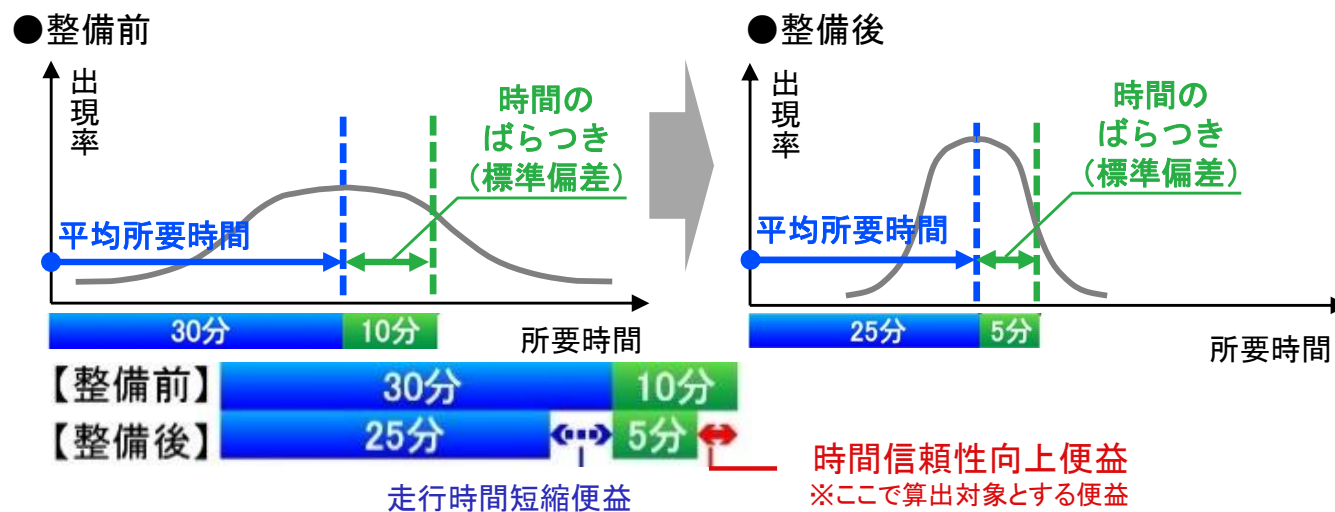 ●整備前
出現率
時間の
ばらつき
(標準偏差)
平均所要時間
30分
10分
所要時間
●整備後
出現率
時間の
ばらつき
(標準偏差)
平均所要時間
25分
5分
所要時間
【整備前】
30分
10分
【整備後】
25分
5分
走行時間短縮便益
時間信頼性向上便益
※ここで算出対象とする便益